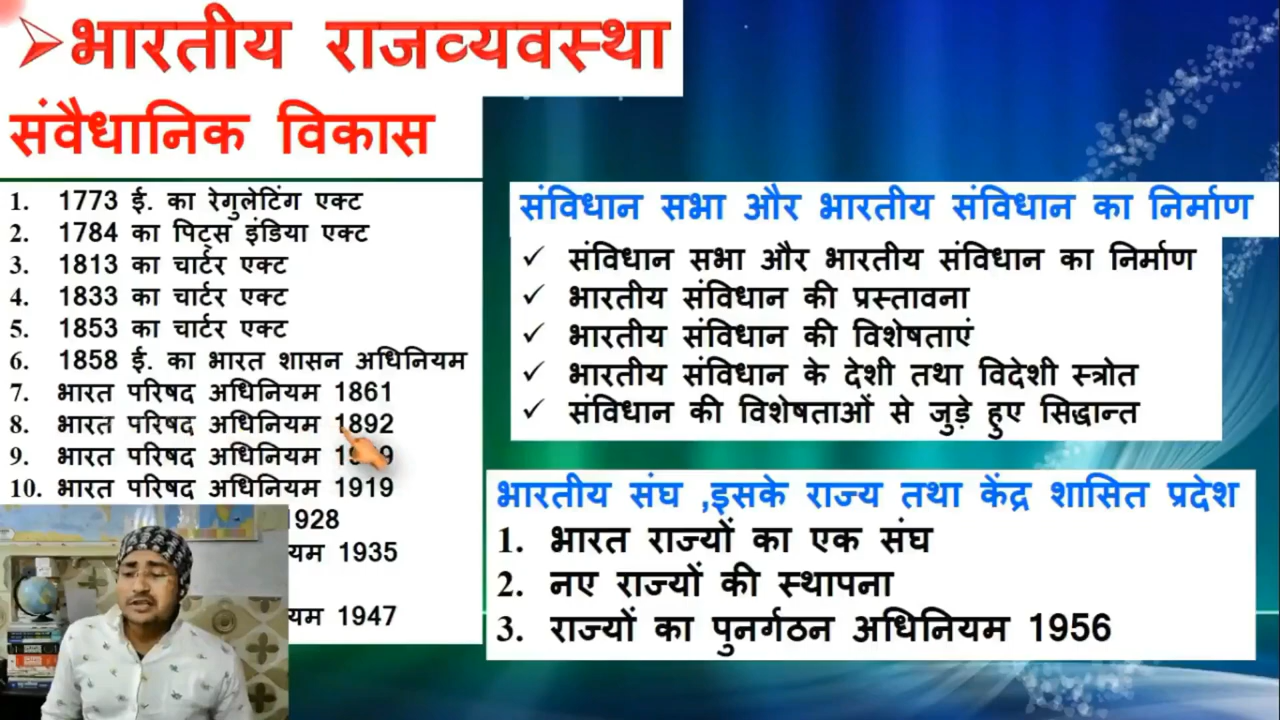 भारतीय राजव्यवस्था
संवैधानिक विकास
1. 1773 ई. का रेगुलेटिंग एक्ट
2. 1784 का पिट्स इंडिया एक्ट
3. 1813 का चार्टर एक्ट
4. 1833 का चार्टर एक्ट
5. 1853 का चार्टर एक्ट
6. 1858 ई. का भारत शासन अधिनियम
7. भारत परिषद अधिनियम 1861
8. भारत परिषद अधिनियम 1892
9. भारत परिषद अधिनियम
10. भारत परिषद अधिनियम 1919
1928
यम 1935
यम 1947
संविधान सभा और भारतीय संविधान का निर्माण
✓ संविधान सभा और भारतीय संविधान का निर्माण
✓ भारतीय संविधान की प्रस्तावना
✓ भारतीय संविधान की विशेषताएं
✓ भारतीय संविधान के देशी तथा विदेशी स्त्रोत
✓ संविधान की विशेषताओं से जुड़े हुए सिद्धान्त
भारतीय संघ ,इसके राज्य तथा केंद्र शासित प्रदेश
1. भारत राज्यों का एक संघ
2. नए राज्यों की स्थापना
3. राज्यों का पुनर्गठन अधिनियम 1956